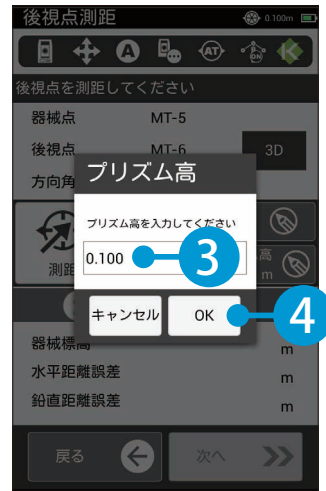 後視点測距 0.100m
A AT ON
後視点を測距してください
器械点 MT-5
後視点 MT-6 3D
方向角
プリズム高
プリズム高を入力してください
0.100 3
測距 高
m
キャンセル OK 4
器械標高 m
水平距離誤差 m
鉛直距離誤差 m
戻る 次へ